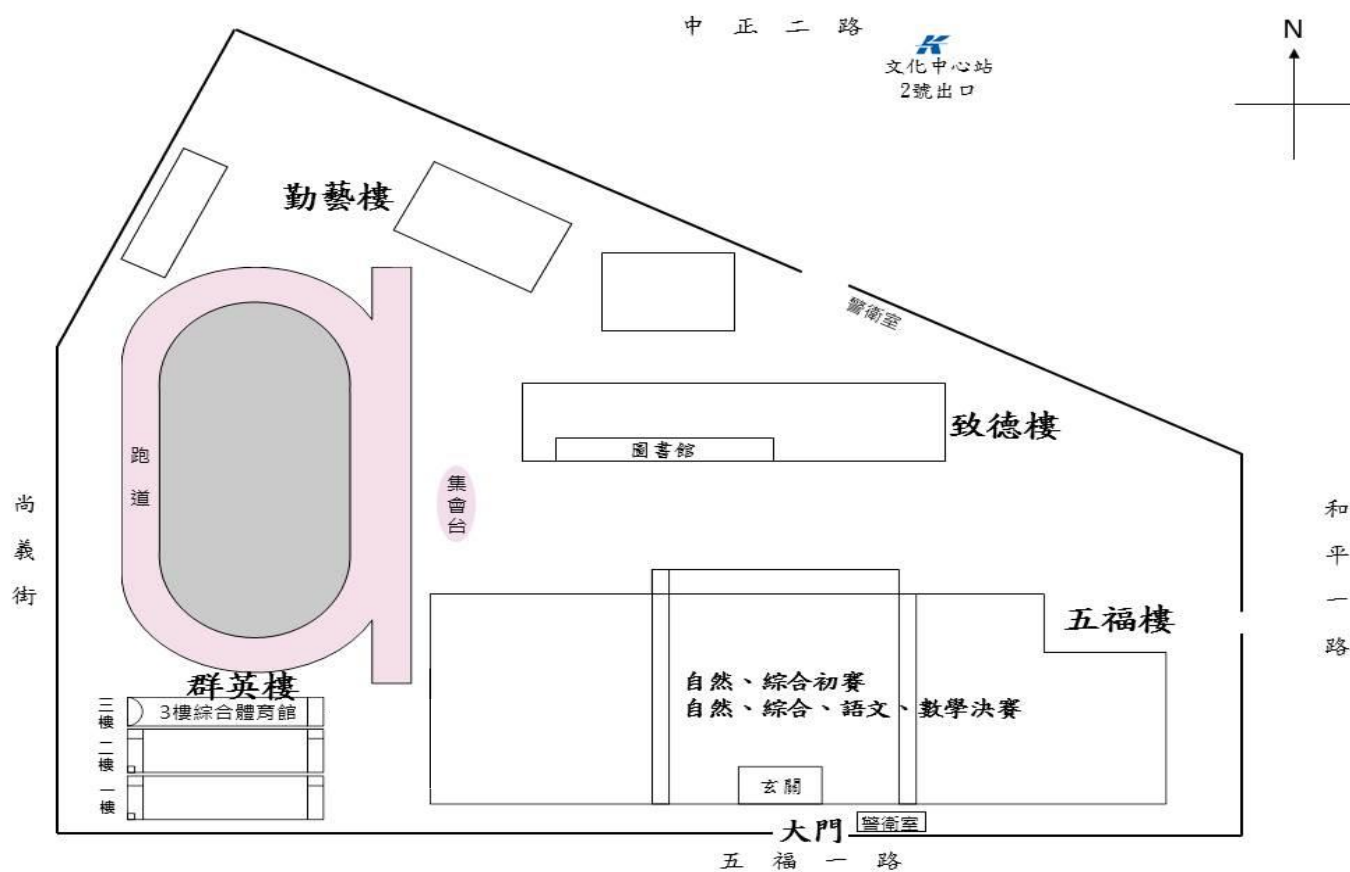 中正二路
N
文化中心站
2號出口
勤藝樓
警衛室
致德樓
圖書館
跑道
集會台
尚義街
和平一路
五福樓
群英樓
自然、綜合初賽
自然、綜合、語文、數學決賽
三樓
3樓綜合體育館
二樓
一樓
玄關
大門
警衛室
五福一路